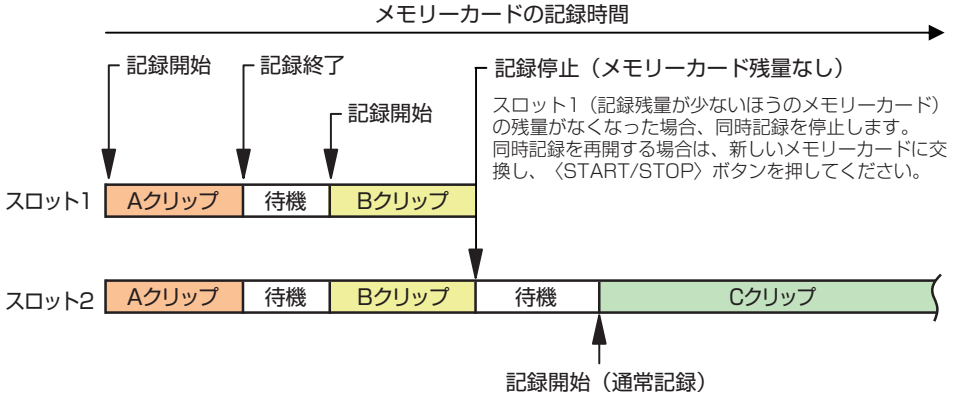 メモリーカードの記録時間
記録開始
記録終了
記録停止（メモリーカード残量なし）
記録開始
スロット1（記録残量が少ないほうのメモリーカード）
の残量がなくなった場合、同時記録を停止します。
同時記録を再開する場合は、新しいメモリーカードに交
換し、〈START/STOP〉ボタンを押してください。
スロット1 Aクリップ 待機 Bクリップ
スロット2 Aクリップ 待機 Bクリップ 待機 Cクリップ
記録開始（通常記録）